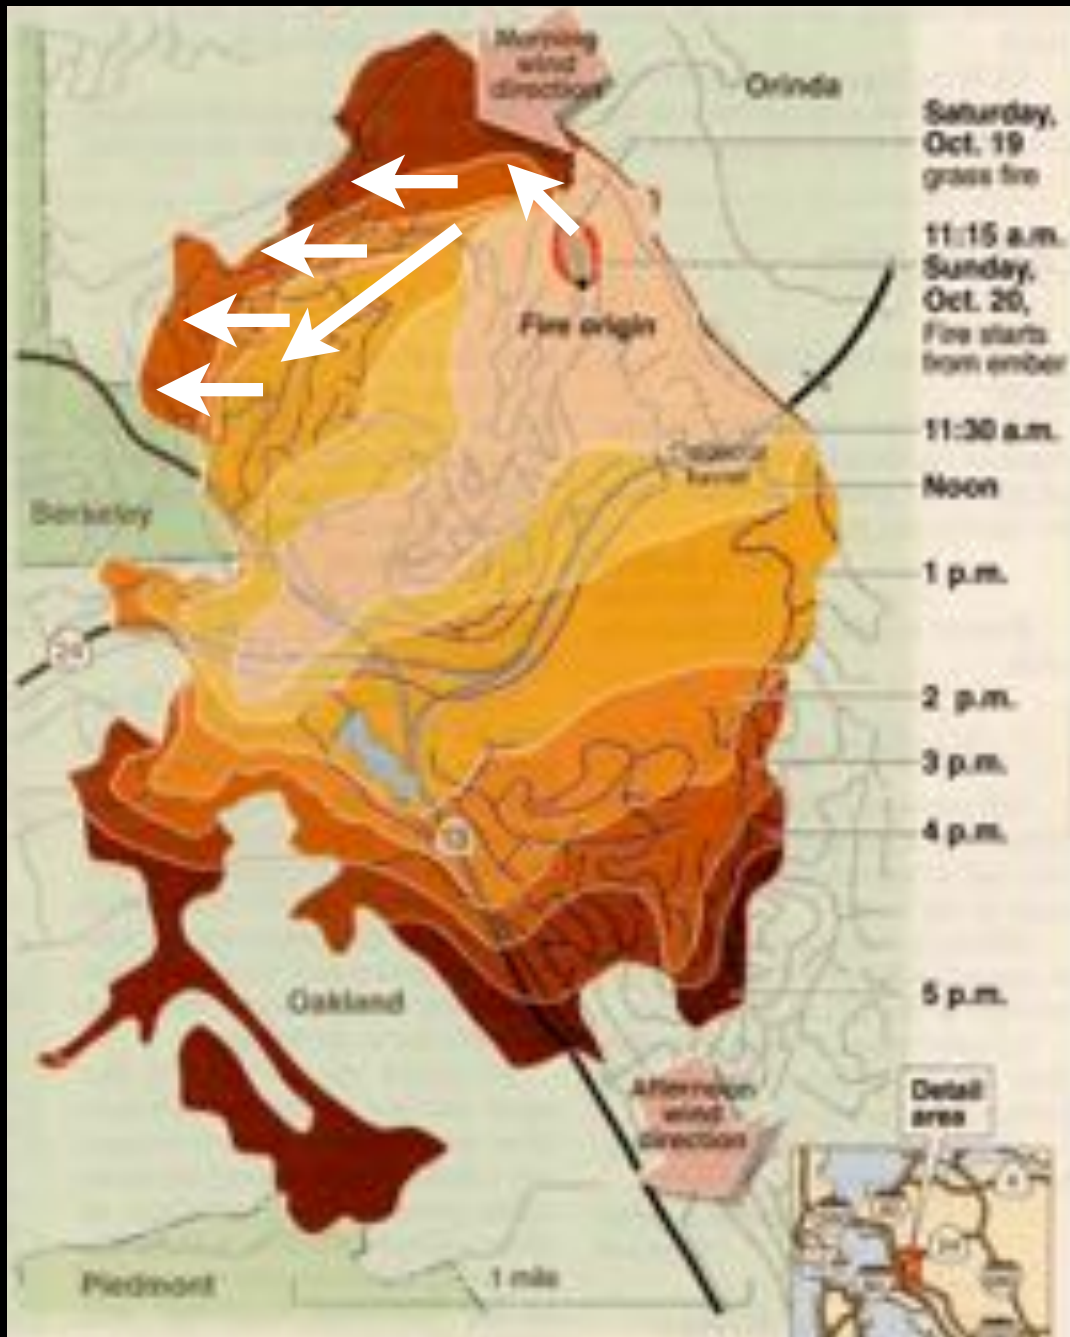 Morning
wind
direction
Orinda
Saturday,
Oct. 19
grass fire
11:15 a.m.
Sunday,
Oct. 20,
Fire starts
from ember
Fire origin
11:30 a.m.
Caldecott
tunnel
Noon
Berkeley
1 p.m.
24
2 p.m.
3 p.m.
4 p.m.
13
Oakland
5 p.m.
Afternoon
wind
direction
Detail
area
1 mile
Piedmont